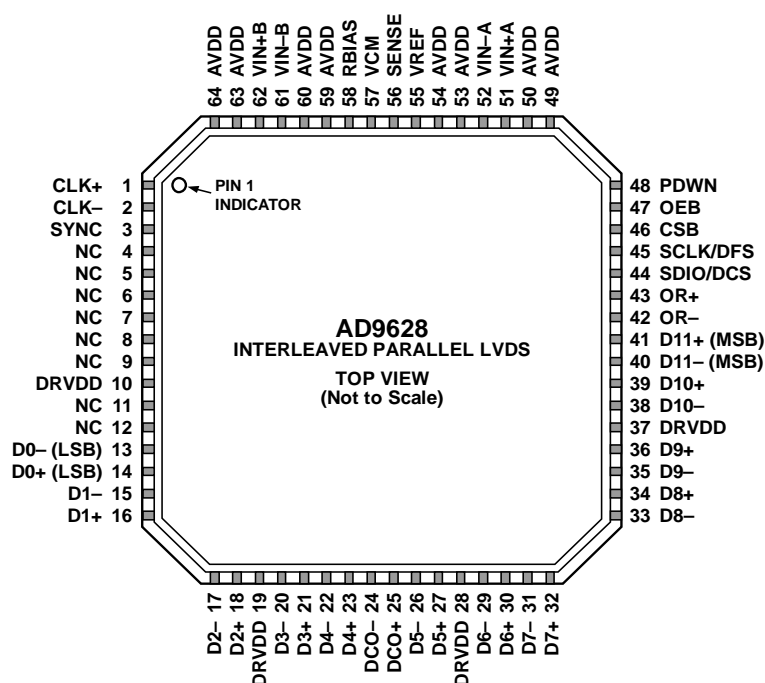 64 AVDD
63 AVDD
62 VIN+B
61 VIN–B
60 AVDD
59 AVDD
58 RBIAS
57 VCM
56 SENSE
55 VREF
54 AVDD
53 AVDD
52 VIN–A
51 VIN+A
50 AVDD
49 AVDD
CLK+ 1
CLK– 2
SYNC 3
NC 4
NC 5
NC 6
NC 7
NC 8
NC 9
DRVDD 10
NC 11
NC 12
D0– (LSB) 13
D0+ (LSB) 14
D1– 15
D1+ 16
PIN 1
INDICATOR
AD9628
INTERLEAVED PARALLEL LVDS
TOP VIEW
(Not to Scale)
48 PDWN
47 OEB
46 CSB
45 SCLK/DFS
44 SDIO/DCS
43 OR+
42 OR–
41 D11+ (MSB)
40 D11– (MSB)
39 D10+
38 D10–
37 DRVDD
36 D9+
35 D9–
34 D8+
33 D8–
D2– 17
D2+ 18
DRVDD 19
D3– 20
D3+ 21
D4– 22
D4+ 23
DCO– 24
DCO+ 25
D5– 26
D5+ 27
DRVDD 28
D6– 29
D6+ 30
D7– 31
D7+ 32